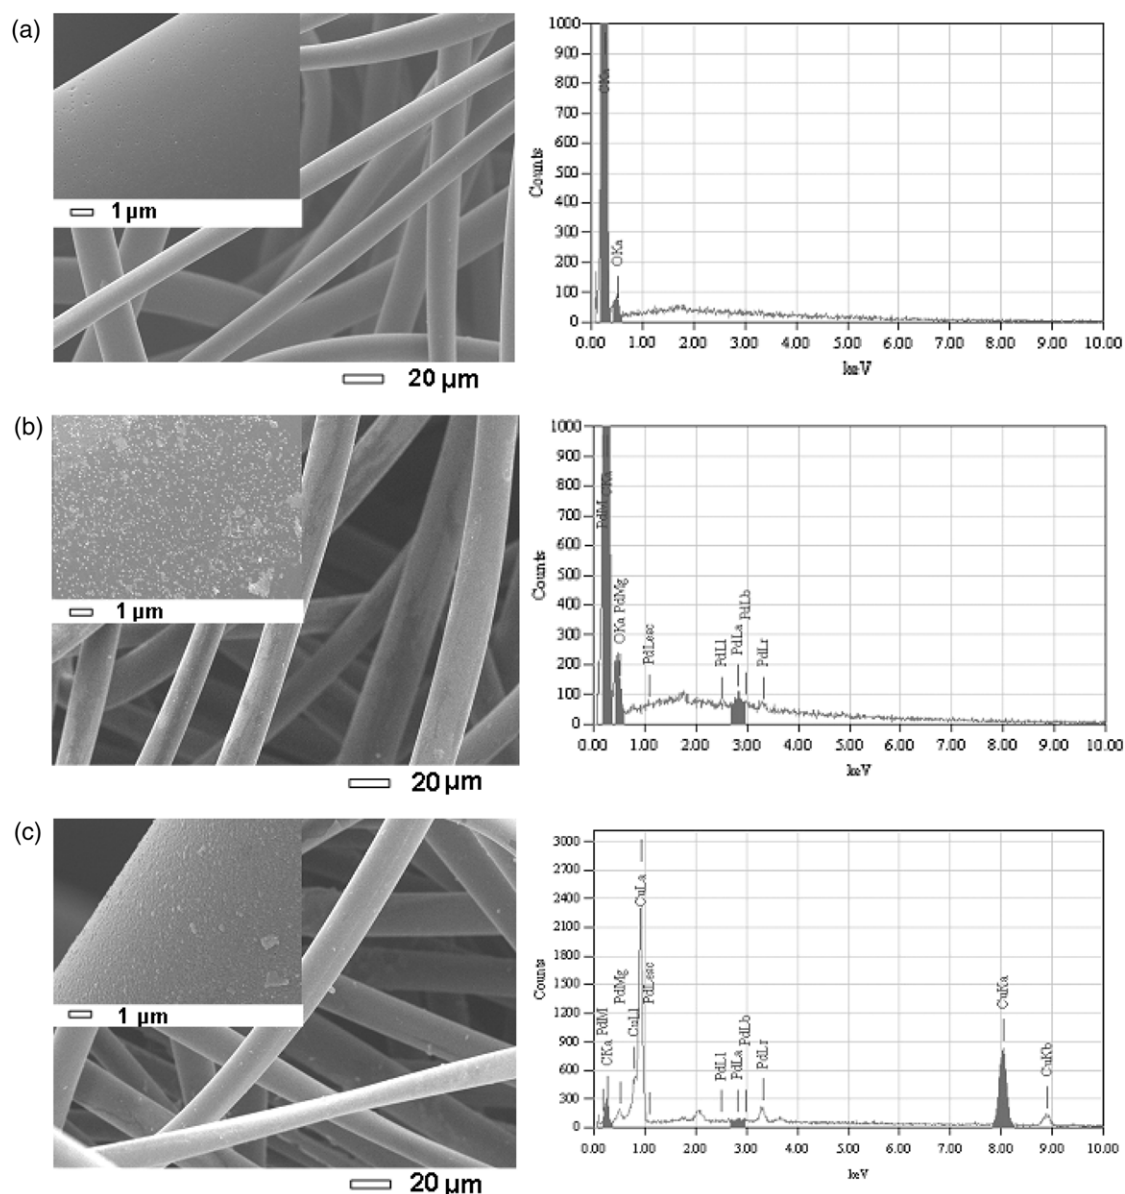 (a)
1 µm
20 µm
1000
900
800
700
600
500
400
300
200
100
0
Counts
OKa
0.00 1.00 2.00 3.00 4.00 5.00 6.00 7.00 8.00 9.00 10.00
keV
(b)
1 µm
20 µm
1000
900
800
700
600
500
400
300
200
100
0
Counts
PdM
OKa PdMg
PdLesc
PdLl
PdLa
PdLb
PdLr
0.00 1.00 2.00 3.00 4.00 5.00 6.00 7.00 8.00 9.00 10.00
keV
(c)
1 µm
20 µm
3000
2700
2400
2100
1800
1500
1200
900
600
300
0
Counts
CKa PdM
PdMg
CuLl
CuLa
PdLesc
PdLl
PdLa
PdLb
PdLr
CuKa
CuKb
0.00 1.00 2.00 3.00 4.00 5.00 6.00 7.00 8.00 9.00 10.00
keV